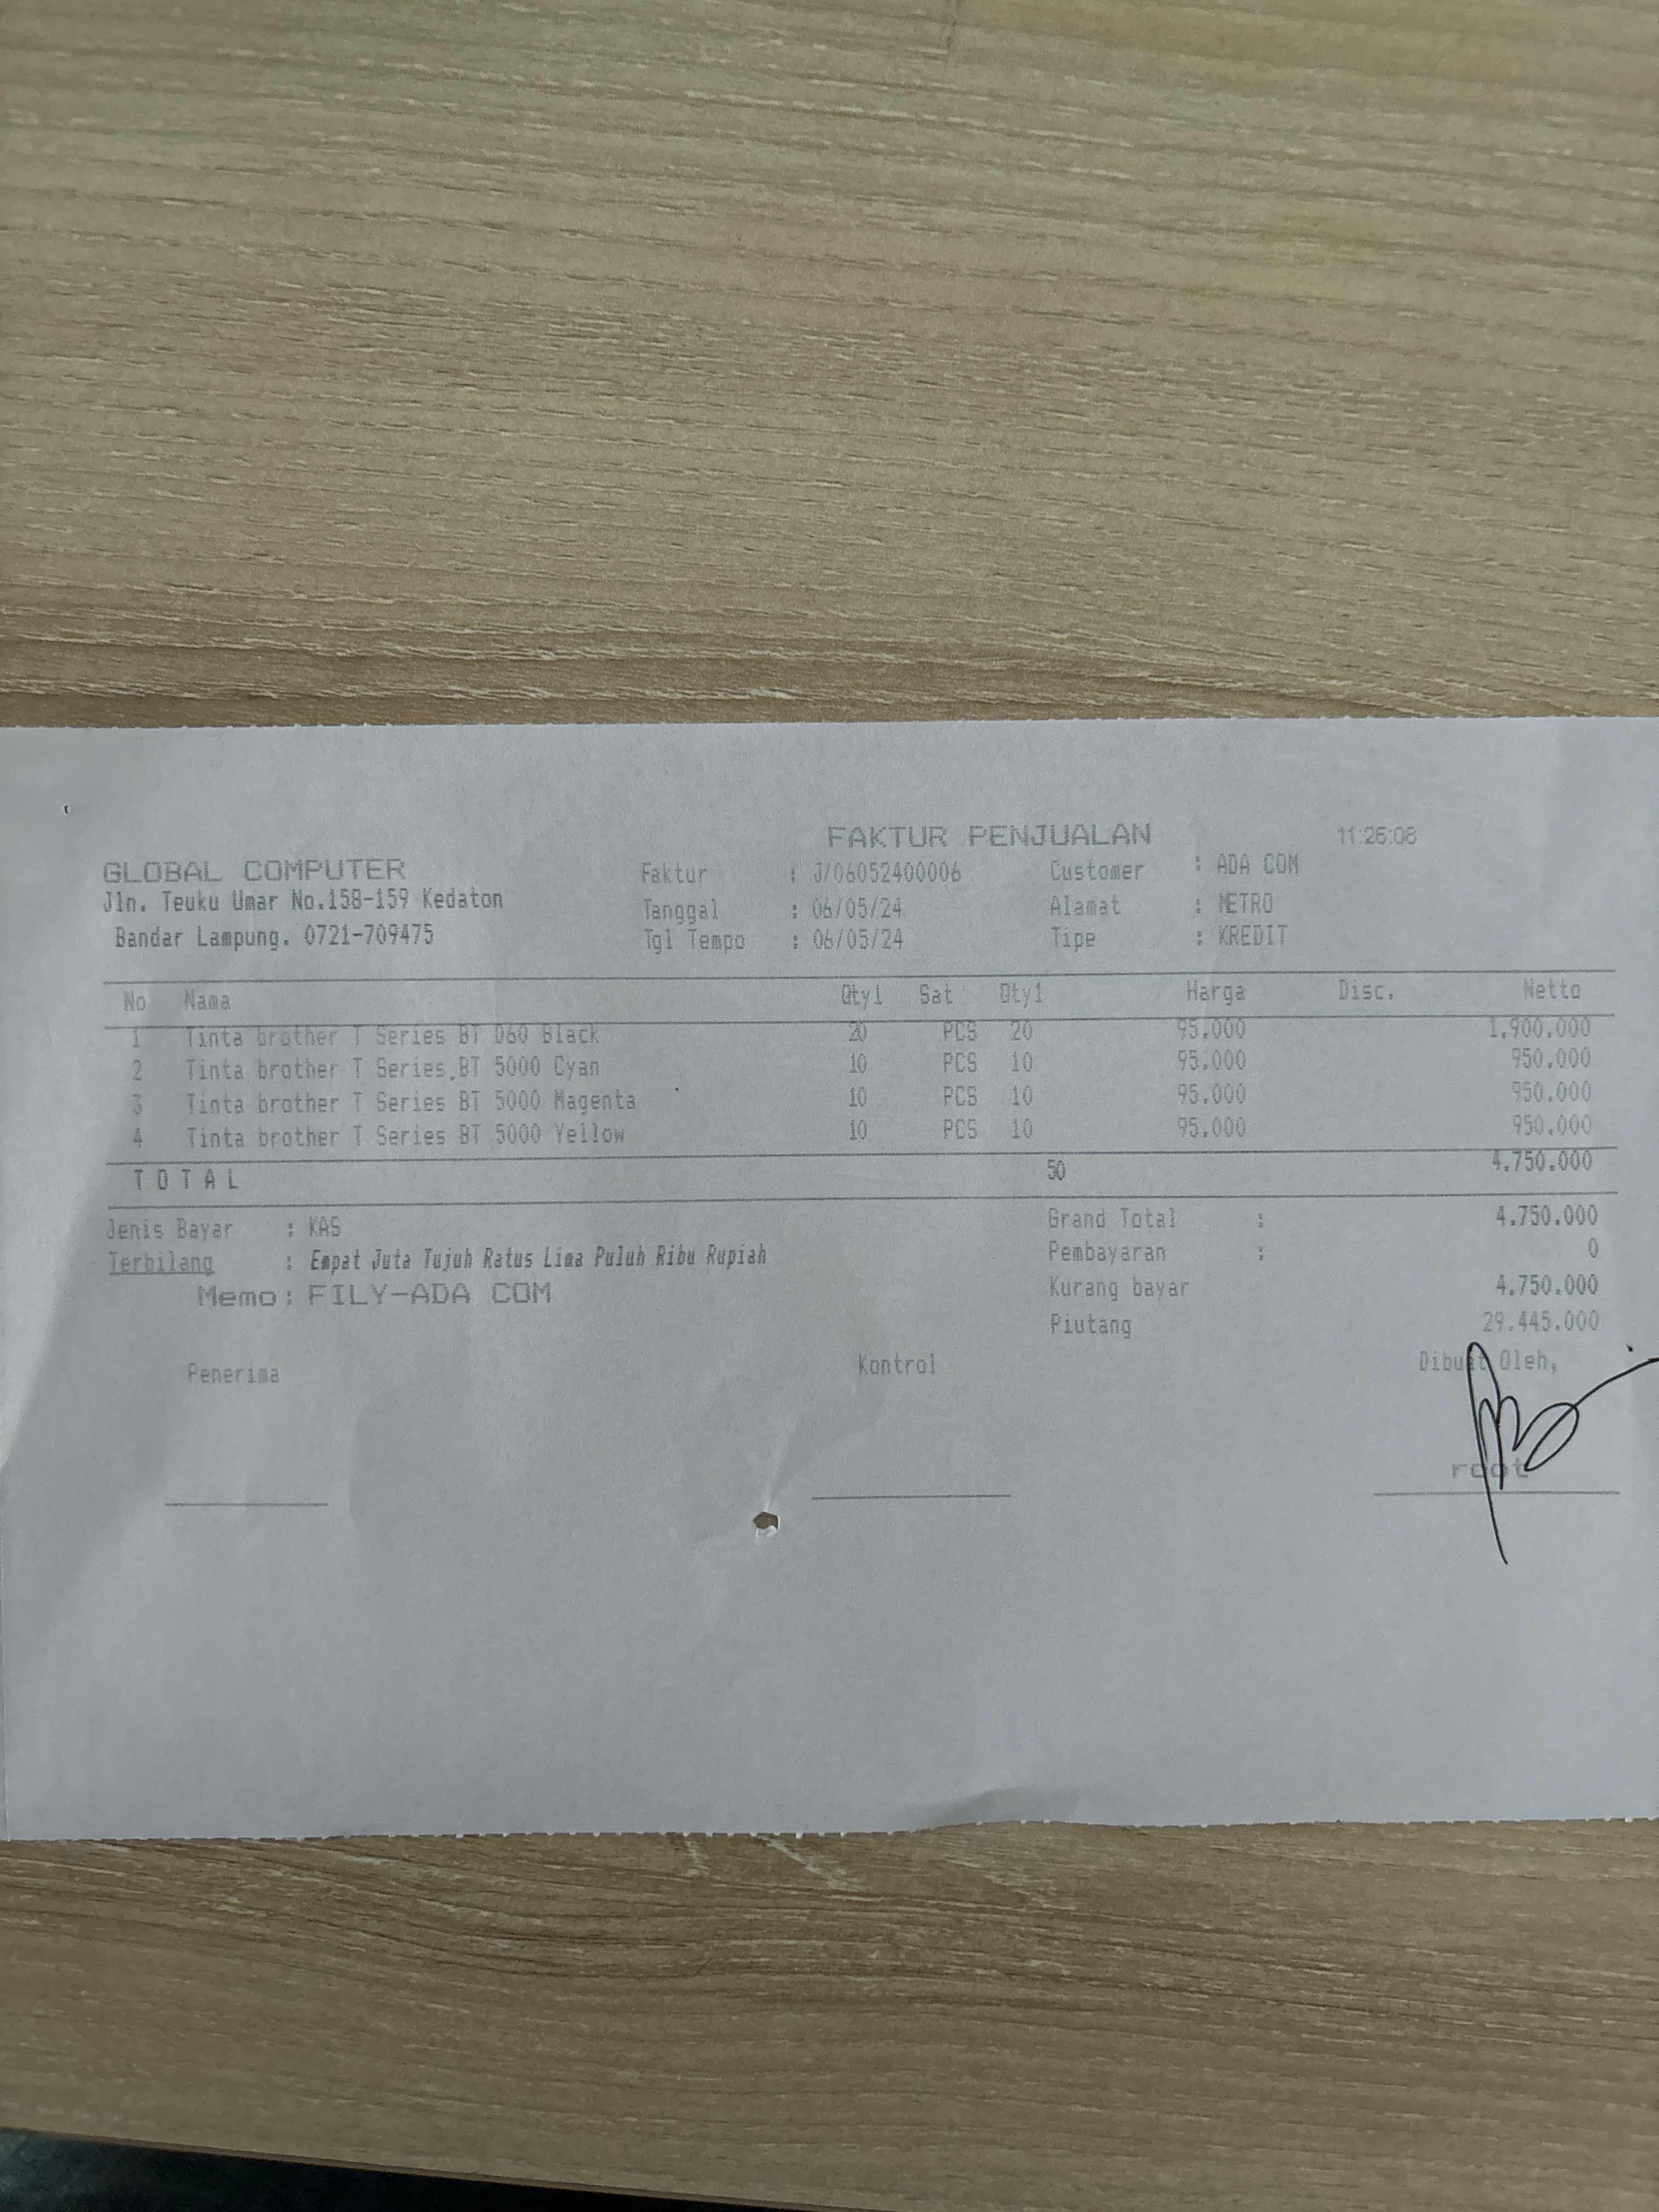 FAKTUR PENJUALAN 11:26:08
GLOBAL COMPUTER Faktur : J/06052400006 Customer : ADA COM
Jln. Teuku Umar No.158-159 Kedaton Tanggal : 06/05/24 Alamat : METRO
Bandar Lampung. 0721-709475 Tgl Tempo : 06/05/24 Tipe : KREDIT
No Nama Qty1 Sat Qty1 Harga Disc. Netto
1 Tinta brother T Series BT D60 Black 20 PCS 20 95.000 1.900.000
2 Tinta brother T Series BT 5000 Cyan 10 PCS 10 95.000 950.000
3 Tinta brother T Series BT 5000 Magenta 10 PCS 10 95.000 950.000
4 Tinta brother T Series BT 5000 Yellow 10 PCS 10 95.000 950.000
T O T A L 50 4.750.000
Jenis Bayar : KAS Grand Total : 4.750.000
Terbilang : Empat Juta Tujuh Ratus Lima Puluh Ribu Rupiah Pembayaran : 0
Memo : FILY-ADA COM Kurang bayar 4.750.000
Piutang 29.445.000
Penerima Kontrol Dibuat Oleh,
root